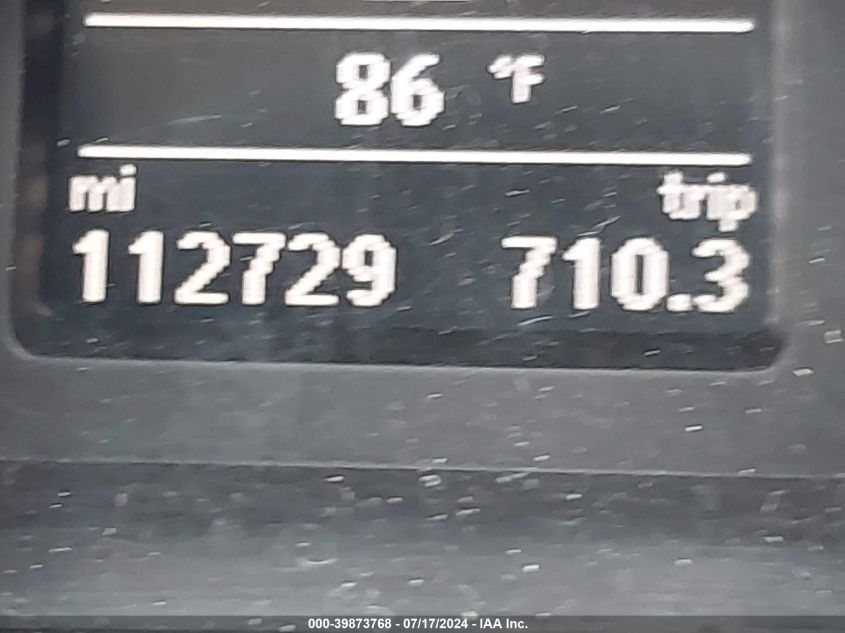 86 °F
mi trip
112729 710.3
000-39873768 - 07/17/2024 - IAA Inc.